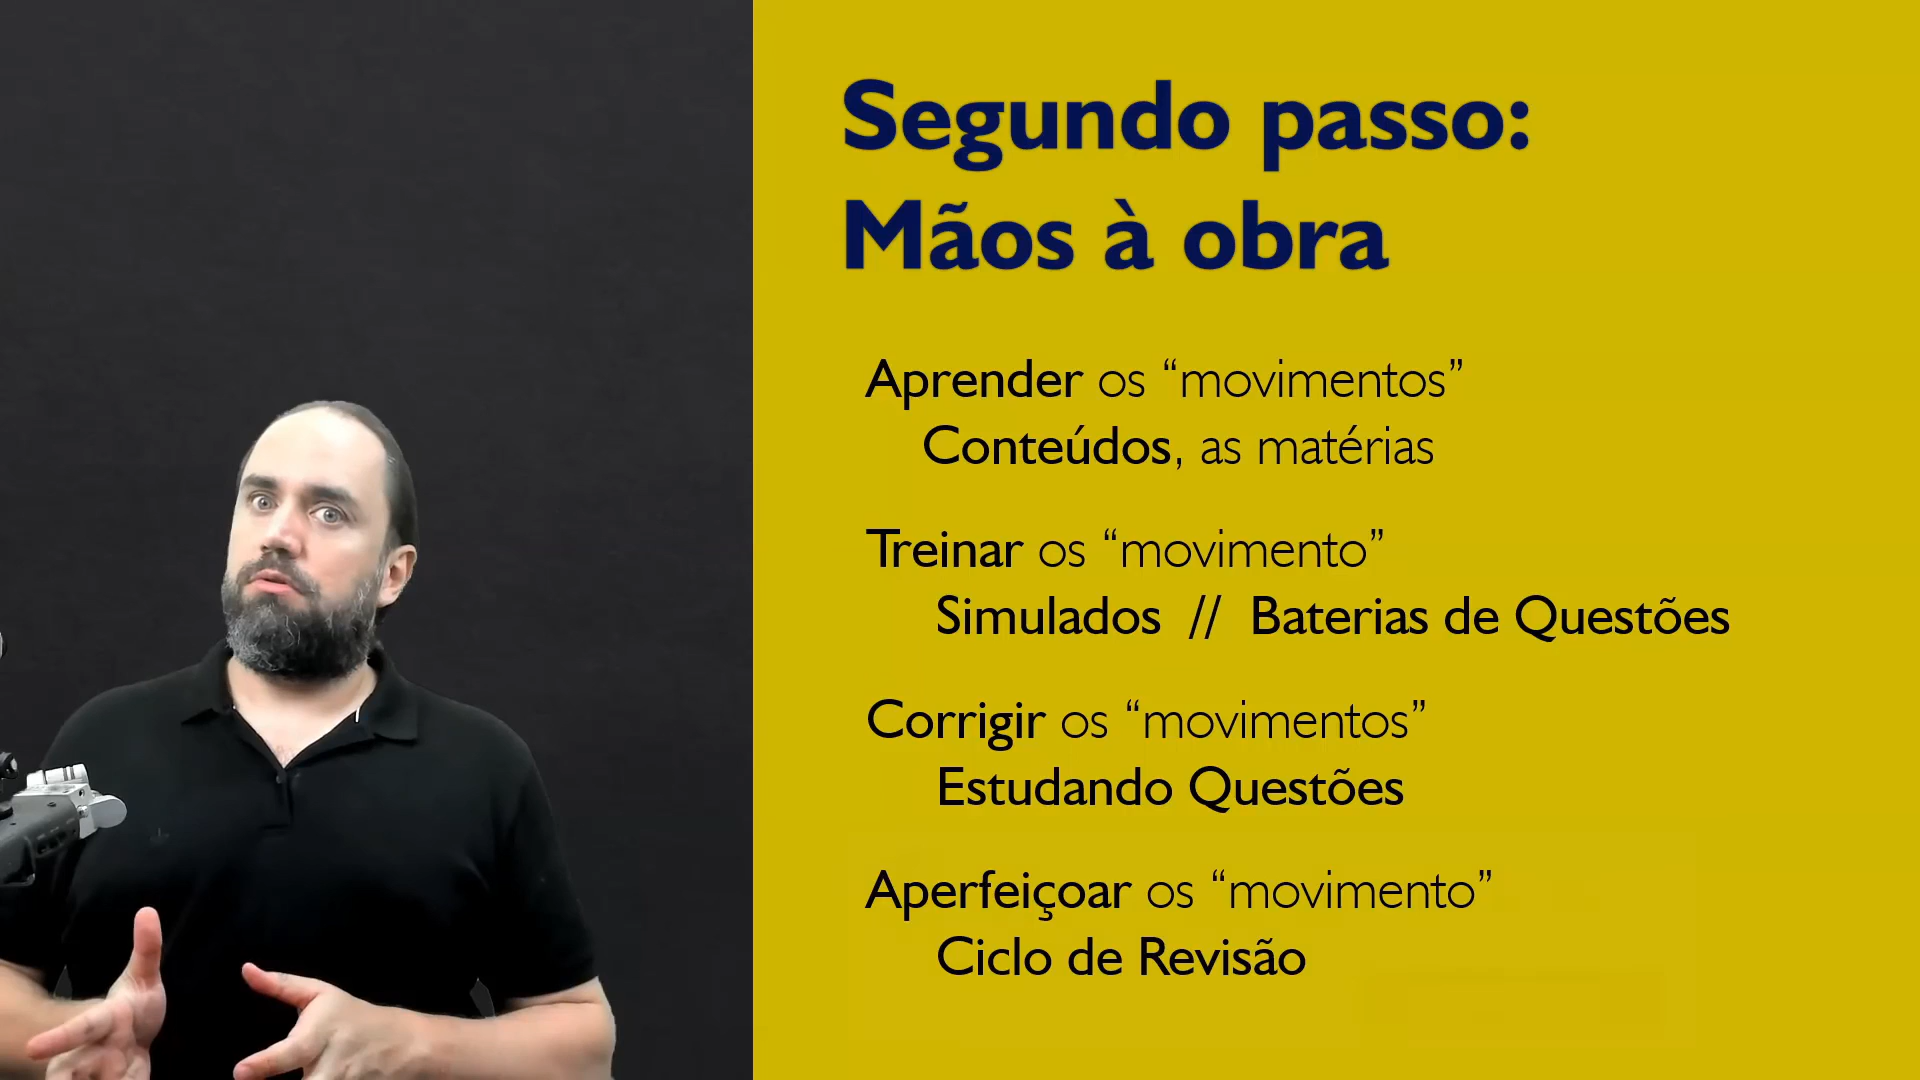 Segundo passo:
Mãos à obra
Aprender os “movimentos”
Conteúdos, as matérias
Treinar os “movimento”
Simulados // Baterias de Questões
Corrigir os “movimentos”
Estudando Questões
Aperfeiçoar os “movimento”
Ciclo de Revisão